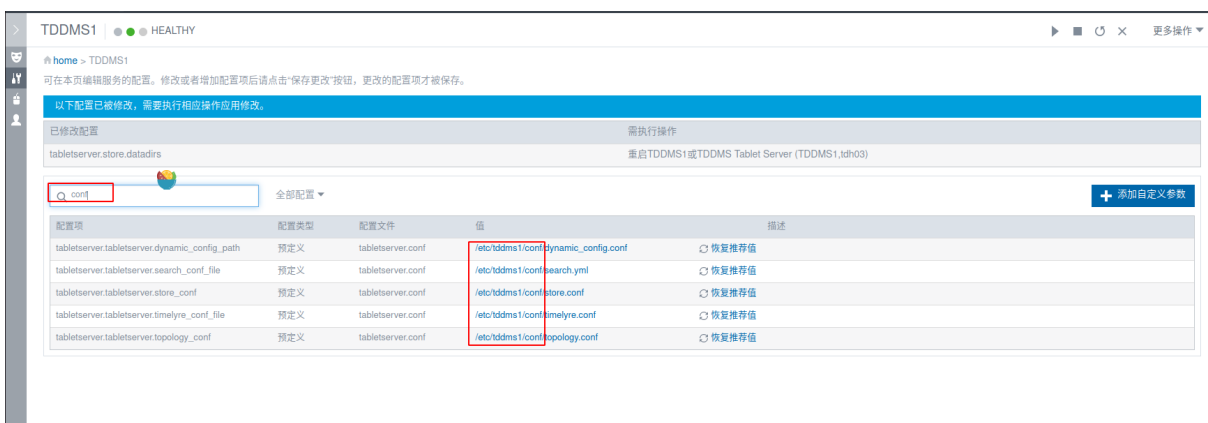 TDDMS1 HEALTHY 更多操作
home > TDDMS1
可在本页编辑服务的配置。修改或者增加配置项后请点击“保存更改”按钮，更改的配置项才被保存。
以下配置已被修改，需要执行相应操作应用修改。
已修改配置 需执行操作
tabletserver.store.datadirs 重启TDDMS1或TDDMS Tablet Server (TDDMS1,tdh03)
conf 全部配置 添加自定义参数
配置项 配置类型 配置文件 值 描述
tabletserver.tabletserver.dynamic_config_path 预定义 tabletserver.conf /etc/tddms1/conf/dynamic_config.conf 恢复推荐值
tabletserver.tabletserver.search_conf_file 预定义 tabletserver.conf /etc/tddms1/conf/search.yml 恢复推荐值
tabletserver.tabletserver.store_conf 预定义 tabletserver.conf /etc/tddms1/conf/store.conf 恢复推荐值
tabletserver.tabletserver.timelyre_conf_file 预定义 tabletserver.conf /etc/tddms1/conf/timelyre.conf 恢复推荐值
tabletserver.tabletserver.topology_conf 预定义 tabletserver.conf /etc/tddms1/conf/topology.conf 恢复推荐值